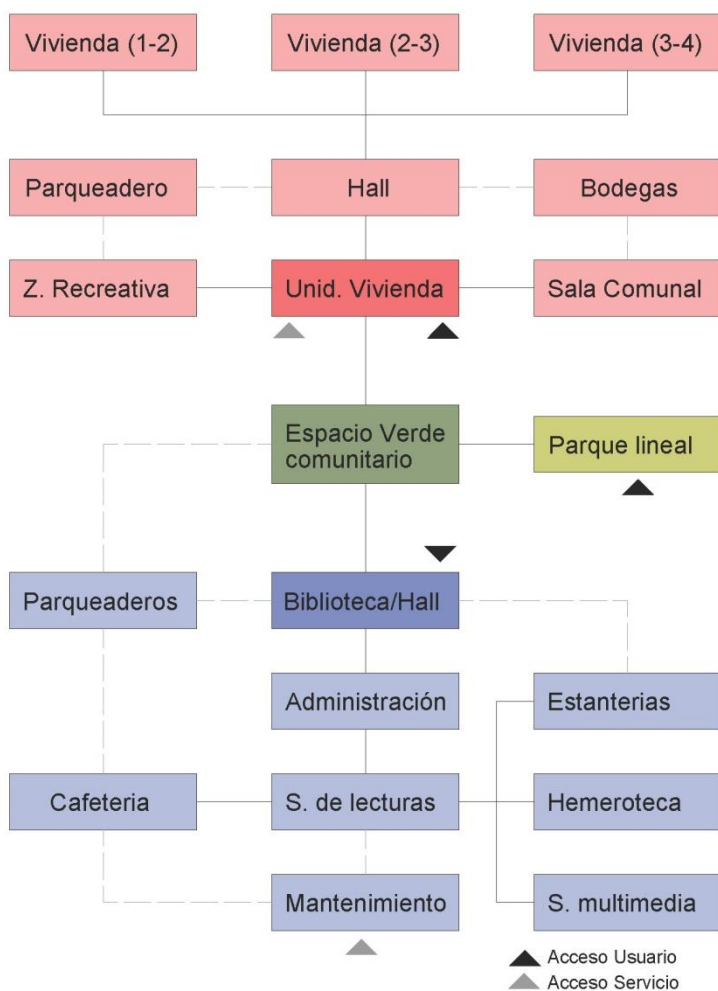 Vivienda (1-2)
Vivienda (2-3)
Vivienda (3-4)
Parqueadero
Hall
Bodegas
Z. Recreativa
Unid. Vivienda
Sala Comunal
Espacio Verde
comunitario
Parque lineal
Parqueaderos
Biblioteca/Hall
Administración
Estanterias
Cafeteria
S. de lecturas
Hemeroteca
Mantenimiento
S. multimedia
Acceso Usuario
Acceso Servicio